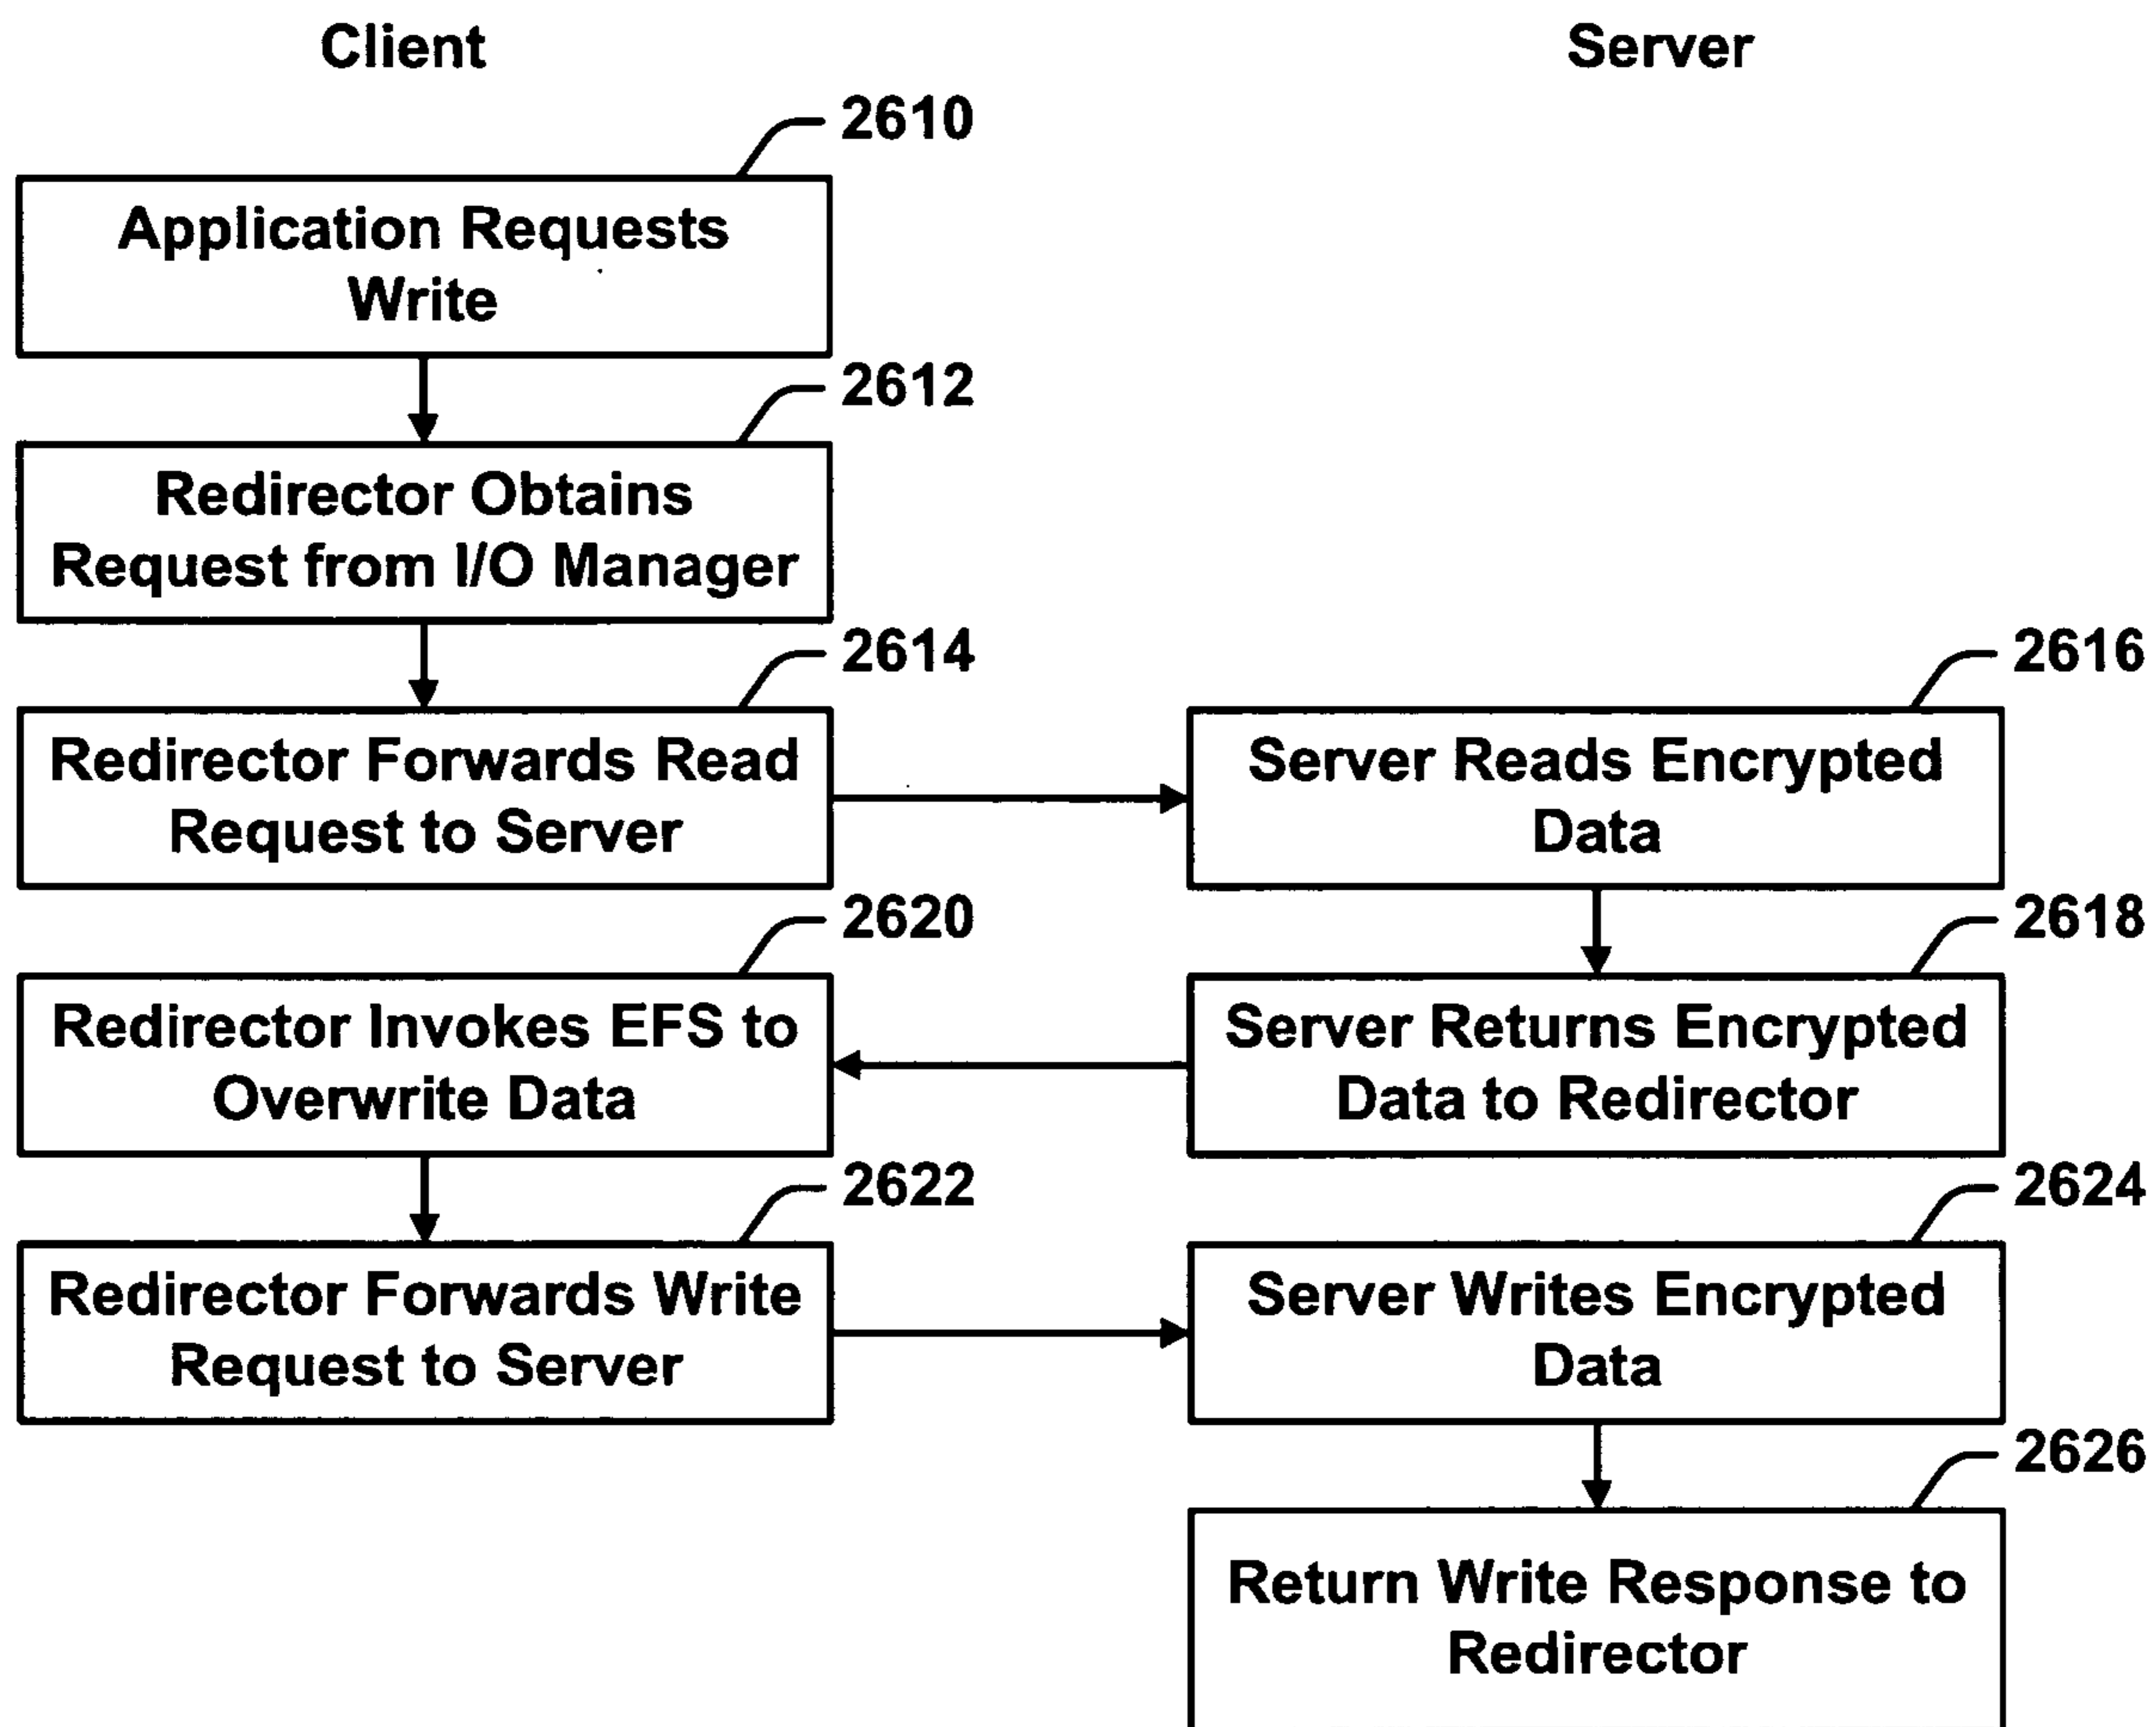 Client
Server
2610
Application Requests
Write
2612
Redirector Obtains
Request from I/O Manager
2614
Redirector Forwards Read
Request to Server
2616
Server Reads Encrypted
Data
2618
Server Returns Encrypted
Data to Redirector
2620
Redirector Invokes EFS to
Overwrite Data
2622
Redirector Forwards Write
Request to Server
2624
Server Writes Encrypted
Data
2626
Return Write Response to
Redirector